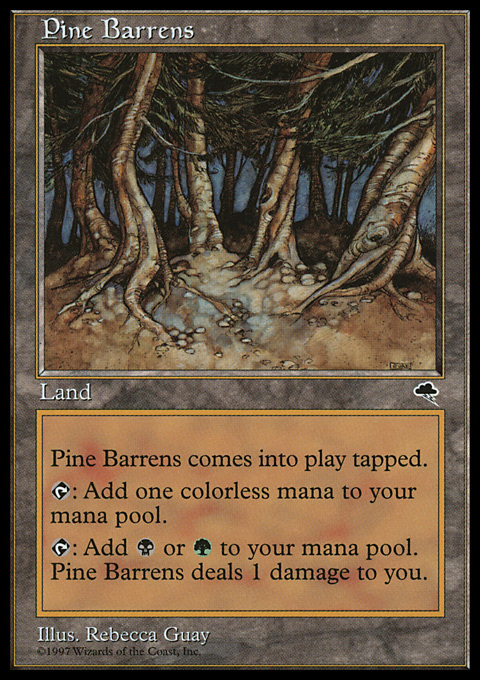 Pine Barrens
Land
Pine Barrens comes into play tapped.
: Add one colorless mana to your
mana pool.
: Add or to your mana pool.
Pine Barrens deals 1 damage to you.
Illus. Rebecca Guay
©1997 Wizards of the Coast, Inc.